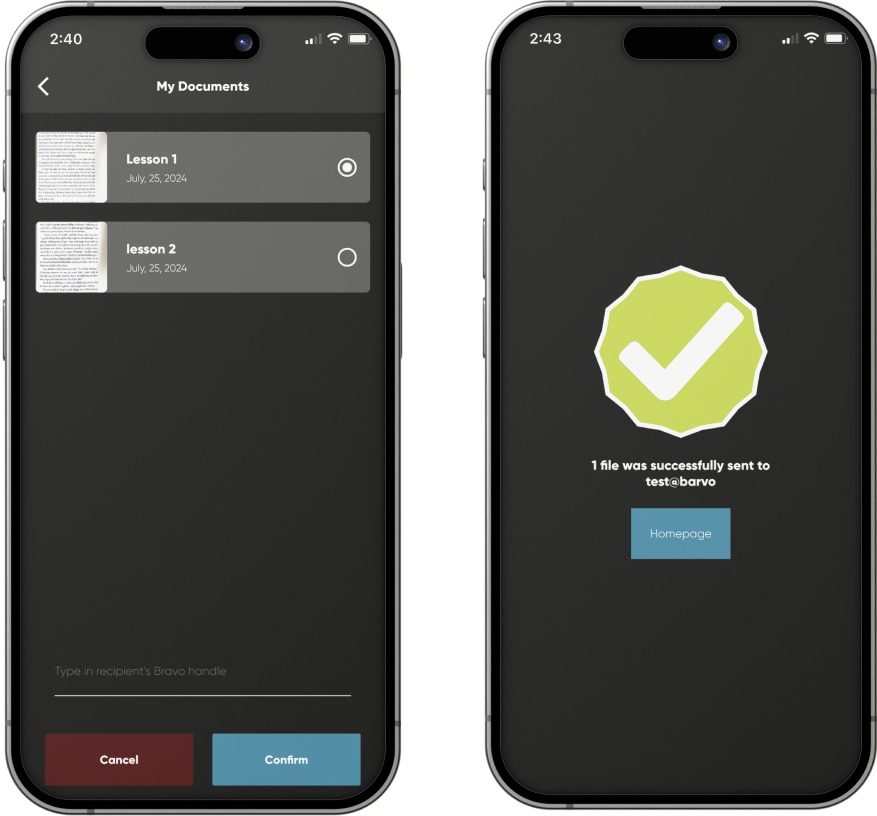 2:40
My Documents
Lesson 1
July, 25, 2024
lesson 2
July, 25, 2024
Type in recipient's Bravo handle
Cancel
Confirm
2:43
1 file was successfully sent to
test@barvo
Homepage